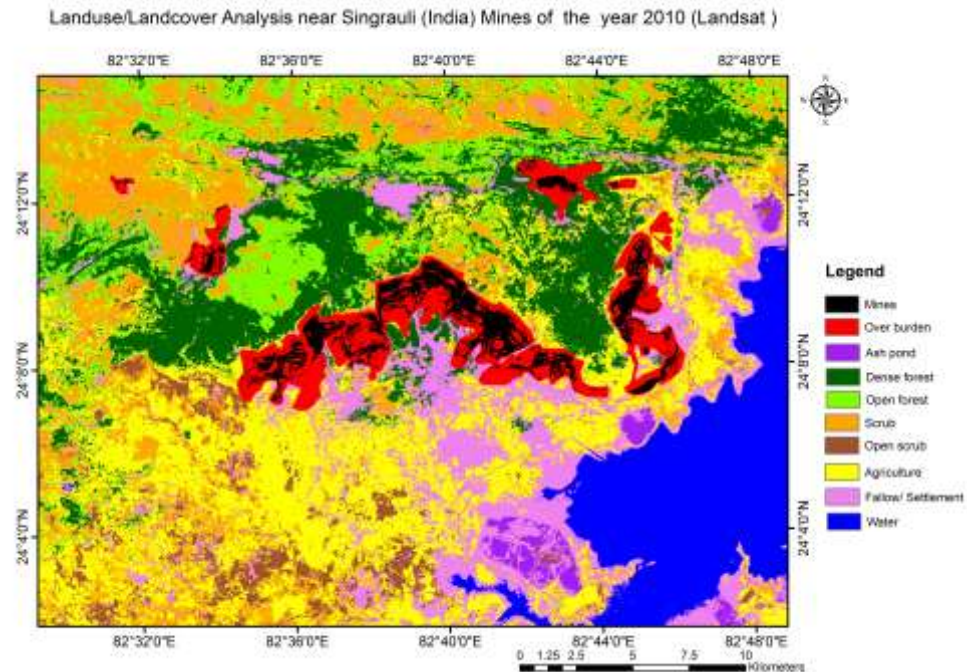 Landuse/Landcover Analysis near Singrauli (India) Mines of the year 2010 (Landsat )
82°32'0"E 82°36'0"E 82°40'0"E 82°44'0"E 82°48'0"E
24°12'0"N 24°12'0"N
24°8'0"N 24°8'0"N
24°4'0"N 24°4'0"N
Legend
Mines
Over burden
Ash pond
Dense forest
Open forest
Scrub
Open scrub
Agriculture
Fallow/ Settlement
Water
82°32'0"E 82°36'0"E 82°40'0"E 82°44'0"E 82°48'0"E
0 1.25 2.5 5 7.5 10
Kilometers